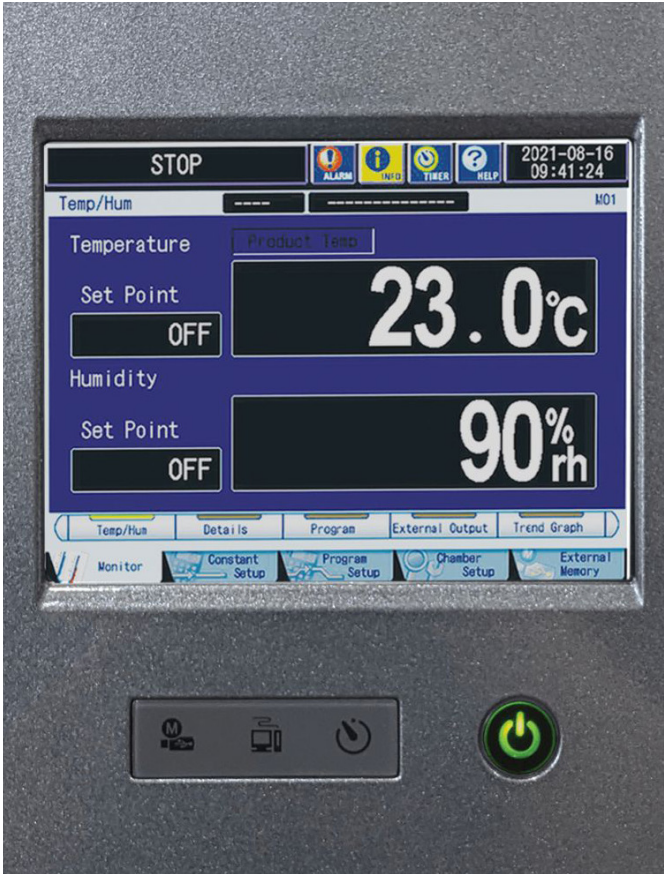 STOP
ALARM
INFO
TIMER
HELP
2021-08-16
09:41:24
Temp/Hum
----
--------------
M01
Temperature
Product Temp
Set Point
OFF
23.0℃
Humidity
Set Point
OFF
90%rh
Temp/Hum
Details
Program
External Output
Trend Graph
Monitor
Constant
Setup
Program
Setup
Chamber
Setup
External
Memory
M